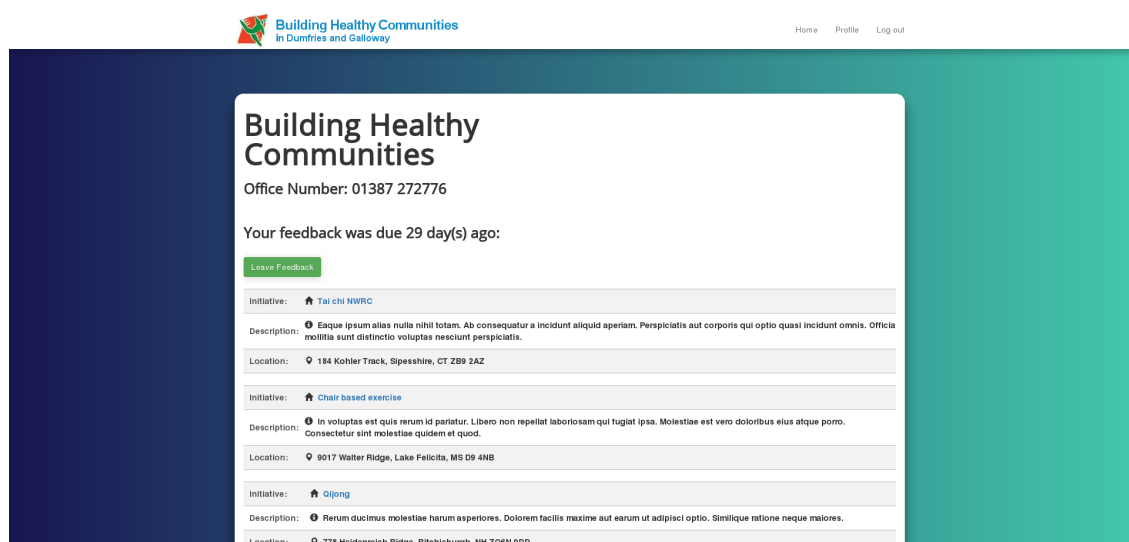 Building Healthy Communities
in Dumfries and Galloway
Home Profile Log out
Building Healthy
Communities
Office Number: 01387 272776
Your feedback was due 29 day(s) ago:
Leave Feedback
Initiative: Tai chi NWRC
Description: Eaque ipsum alias nulla nihil totam. Ab consequatur a incidunt aliquid aperiam. Perspiciatis aut corporis qui optio quasi incidunt omnis. Officia
mollitia sunt distinctio voluptas nesciunt perspiciatis.
Location: 184 Kohler Track, Sipesshire, CT ZB9 2AZ
Initiative: Chair based exercise
Description: In voluptas est quis rerum id pariatur. Libero non repellat laboriosam qui fugiat ipsa. Molestiae est vero doloribus eius atque porro.
Consectetur sint molestiae quidem et quod.
Location: 9017 Walter Ridge, Lake Felicita, MS D9 4NB
Initiative: Qijong
Description: Rerum ducimus molestiae harum asperiores. Dolorem facilis maxime aut earum ut adipisci optio. Similique ratione neque maiores.
Location: 778 Heidenreich Ridge,